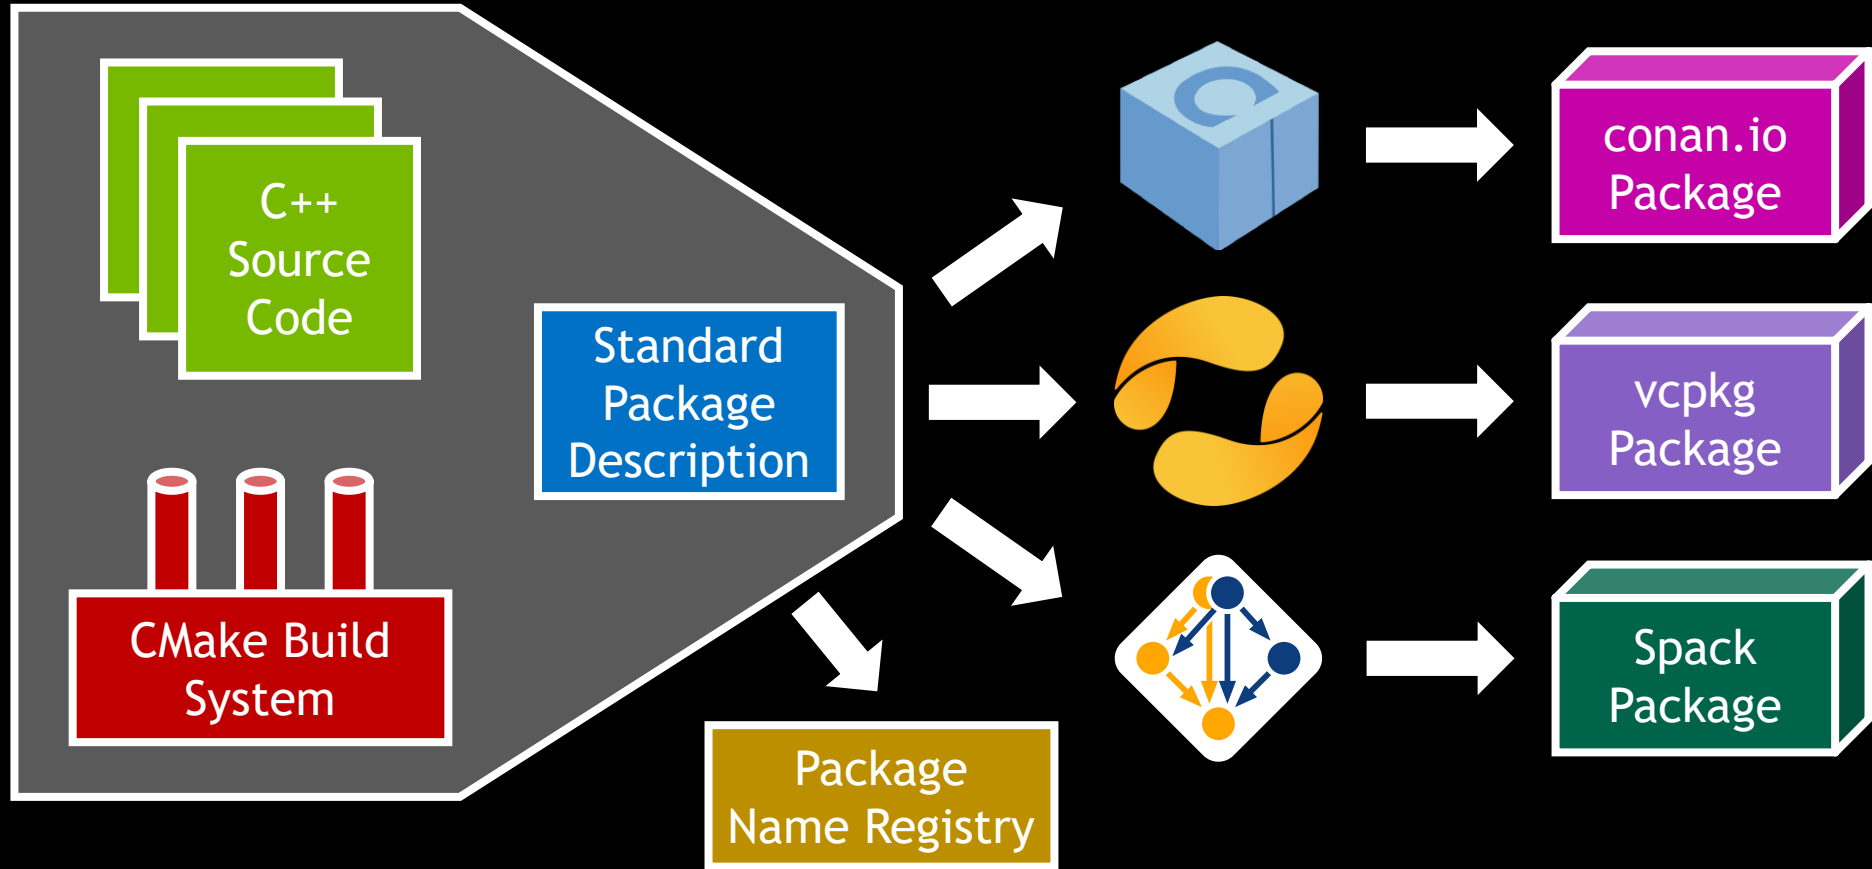 C++
Source
Code
Standard
Package
Description
CMake Build
System
Package
Name Registry
conan.io
Package
vcpkg
Package
Spack
Package